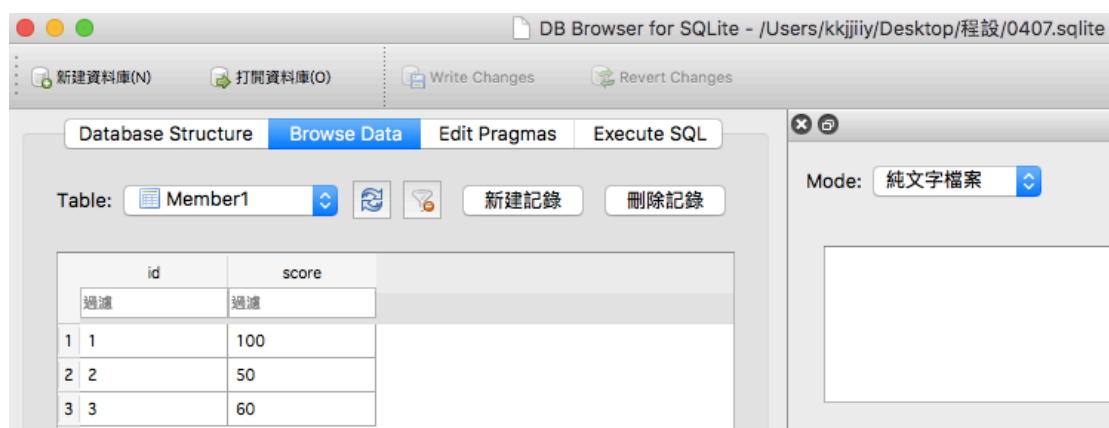 DB Browser for SQLite - /Users/kkjjiiy/Desktop/程設/0407.sqlite
新建資料庫(N) 打開資料庫(O) Write Changes Revert Changes
Database Structure Browse Data Edit Pragmas Execute SQL
Mode: 純文字檔案
Table: Member1 新建記錄 刪除記錄
id score
過濾 過濾
1 1 100
2 2 50
3 3 60